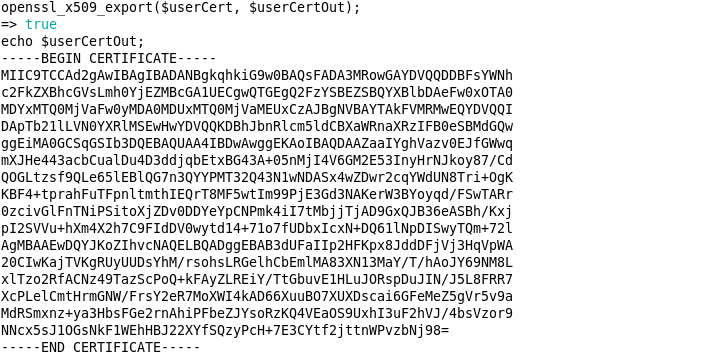 openssl_x509_export($userCert, $userCertOut);
=> true
echo $userCertOut;
-----BEGIN CERTIFICATE-----
MIIC9TCCAd2gAwIBAgIBADANBgkqhkiG9w0BAQsFADA3MRowGAYDVQQDDBFsYWNh
c2FkZXBhcGVsLmh0YjEZMBcGA1UECgwQTGEgQ2FzYSBEZSBQYXBlbDAeFw0xOTA0
MDYxMTQ0MjVaFw0yMDA0MDUxMTQ0MjVaMEUxCzAJBgNVBAYTAkFVMRMwEQYDVQQI
DApTb21lLVN0YXRlMSEwHwYDVQQKDBhJbnRlcm5ldCBXaWRnaXRzIFB0eSBMdGQw
ggEiMA0GCSqGSIb3DQEBAQUAA4IBDwAwggEKAoIBAQDAAZaaIYghVazv0EJfGWwq
mXJHe443acbCualDu4D3ddjqbEtxBG43A+05nMjI4V6GM2E53InyHrNJkoy87/Cd
QOGLtzsf9QLe65lEBlQG7n3QYYPMT32Q43N1wNDASx4wZDwr2cqYWdUN8Tri+OgK
KBF4+tprahFuTFpnltmthIEQrT8MF5wtIm99PjE3Gd3NAKerW3BYoyqd/FSwTARr
0zcivGlFnTNiPSitoXjZDv0DDYeYpCNPmk4iI7tMbjjTjAD9GxQJB36eASBh/Kxj
pI2SVVu+hXm4X2h7C9FIdDV0wytd14+71o7fUDbxIcxN+DQ61lNpDISwyTQm+72l
AgMBAAEwDQYJKoZIhvcNAQELBQADggEBAB3dUFaIIp2HFKpx8JddDFjVj3HqVpWA
20CIwKajTVKgRUyUUDsYhM/rsohsLRGelhCbEmlMA83XN13MaY/T/hAoJY69NM8L
xlTzo2RfACNz49TazScPoQ+kFAyZLREiY/TtGbuvE1HLuJORspDuJIN/J5L8FRR7
XcPLelCmtHrmGNW/FrsY2eR7MoXWI4kAD66XuuBO7XUXDscai6GFeMeZ5gVr5v9a
MdRSmxnz+ya3HbsFGe2rnAhiPFbeZJYsoRzKQ4VEaOS9UxhI3uF2hVJ/4bsVzor9
NNcx5sJ1OGsNkF1WEhHBJ22XYfSQzyPcH+7E3CYtf2jttnWPvzbNj98=
-----END CERTIFICATE-----